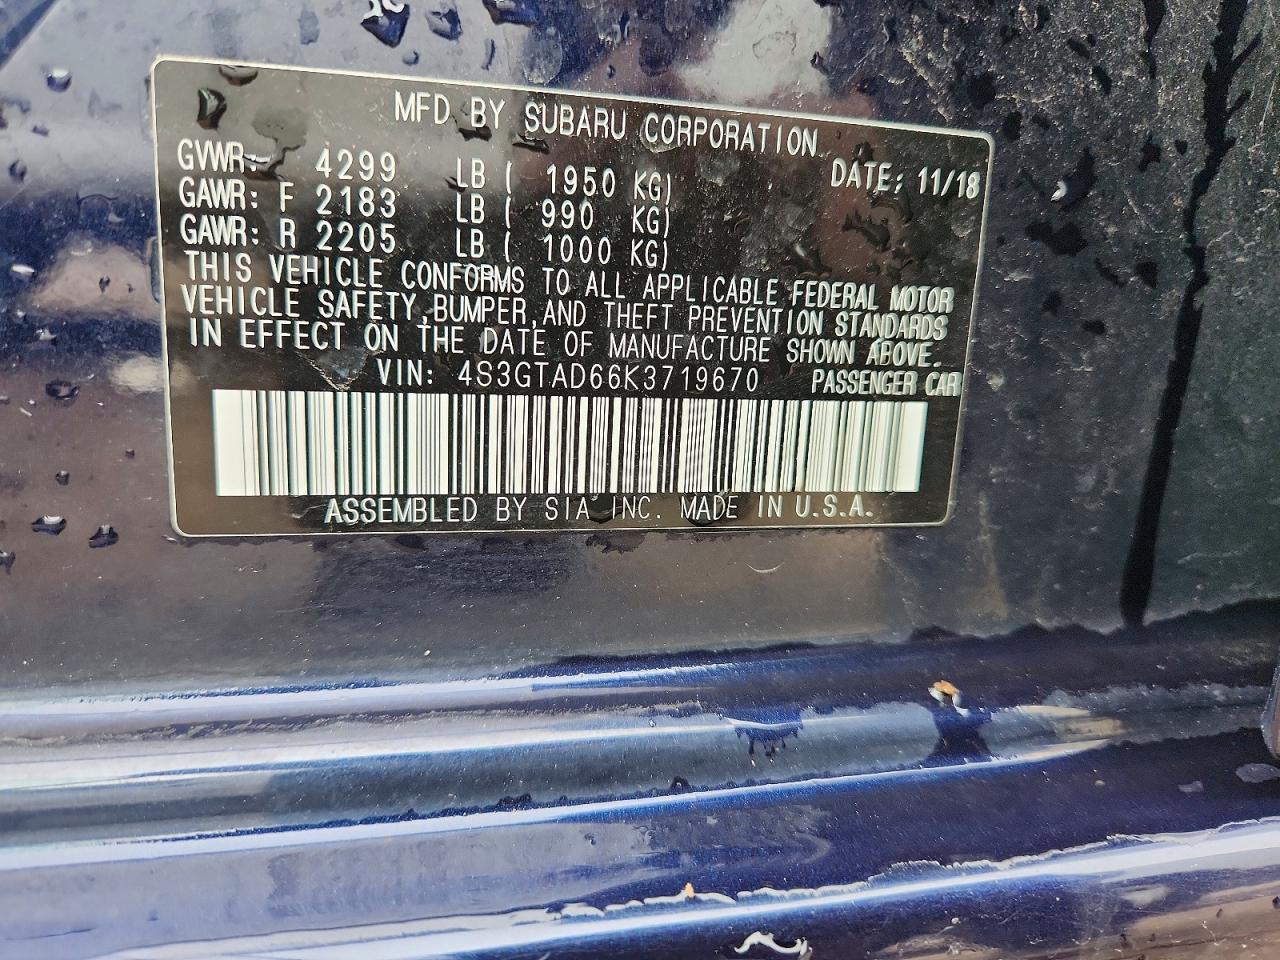 MFD BY SUBARU CORPORATION
DATE: 11/18
GVWR: 4299 LB ( 1950 KG)
GAWR: F 2183 LB ( 990 KG)
GAWR: R 2205 LB ( 1000 KG)
THIS VEHICLE CONFORMS TO ALL APPLICABLE FEDERAL MOTOR
VEHICLE SAFETY, BUMPER, AND THEFT PREVENTION STANDARDS
IN EFFECT ON THE DATE OF MANUFACTURE SHOWN ABOVE.
VIN: 4S3GTAD66K3719670 PASSENGER CAR
ASSEMBLED BY SIA, INC. MADE IN U.S.A.